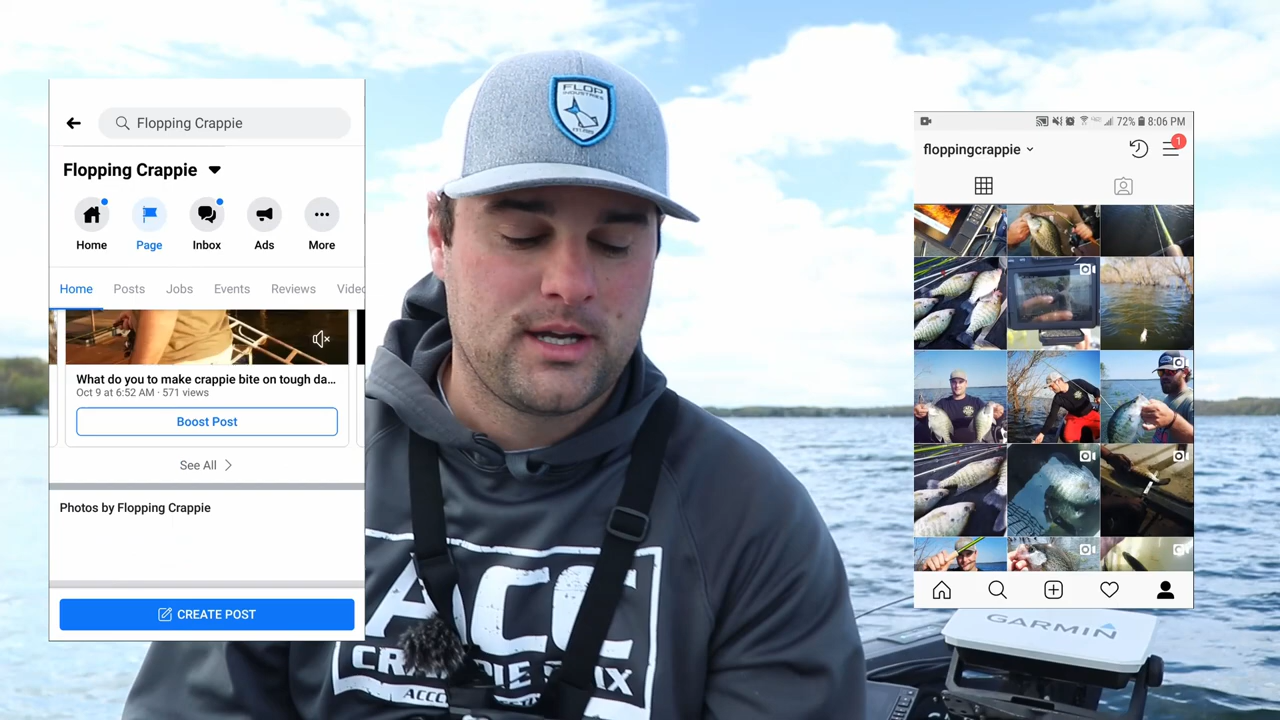 Flopping Crappie
Flopping Crappie
Home
Page
Inbox
Ads
More
Home
Posts
Jobs
Events
Reviews
Videc
What do you to make crappie bite on tough da...
Oct 9 at 6:52 AM · 571 views
Boost Post
See All
Photos by Flopping Crappie
CREATE POST
FLOP
INDUSTRIES
ACC
CRAPPIE STIX
72% 8:06 PM
floppingcrappie
1
GARMIN